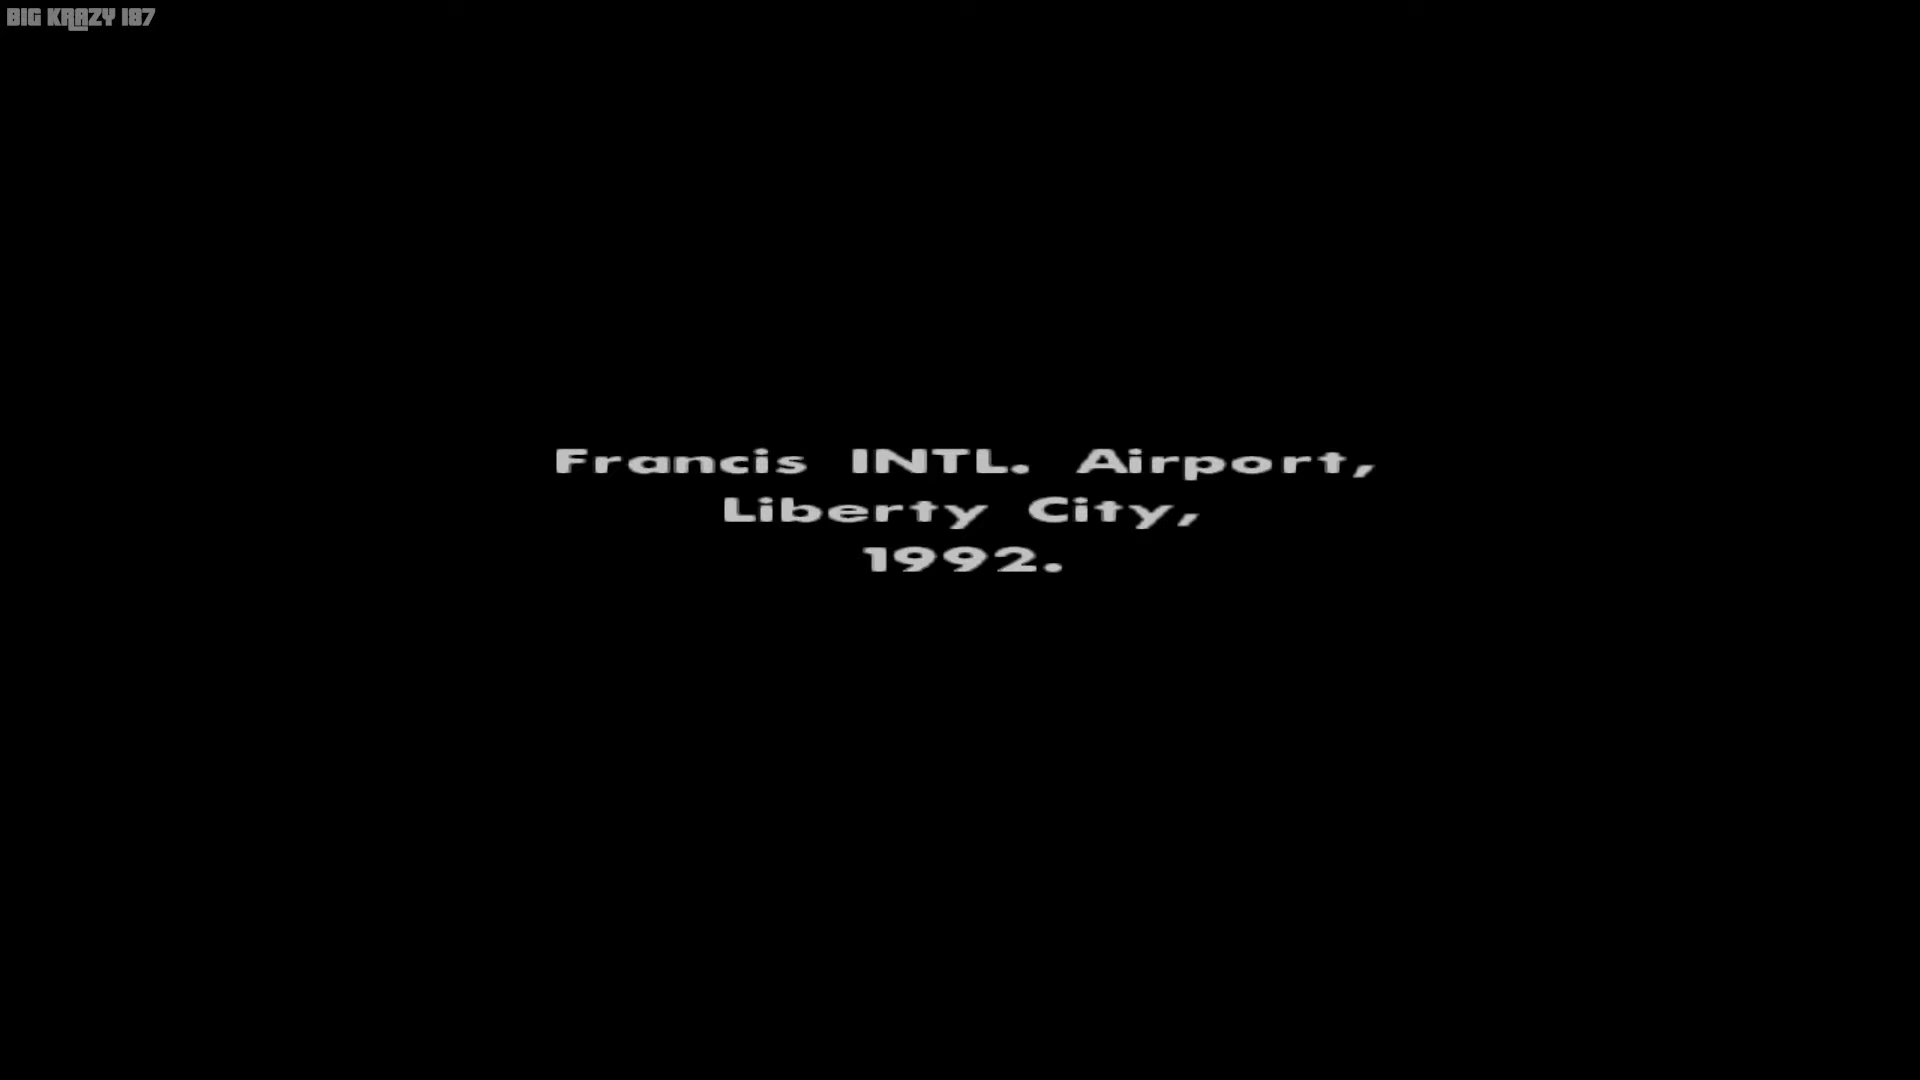 BIG KRAZY 187
Francis INTL. Airport,
Liberty City,
1992.